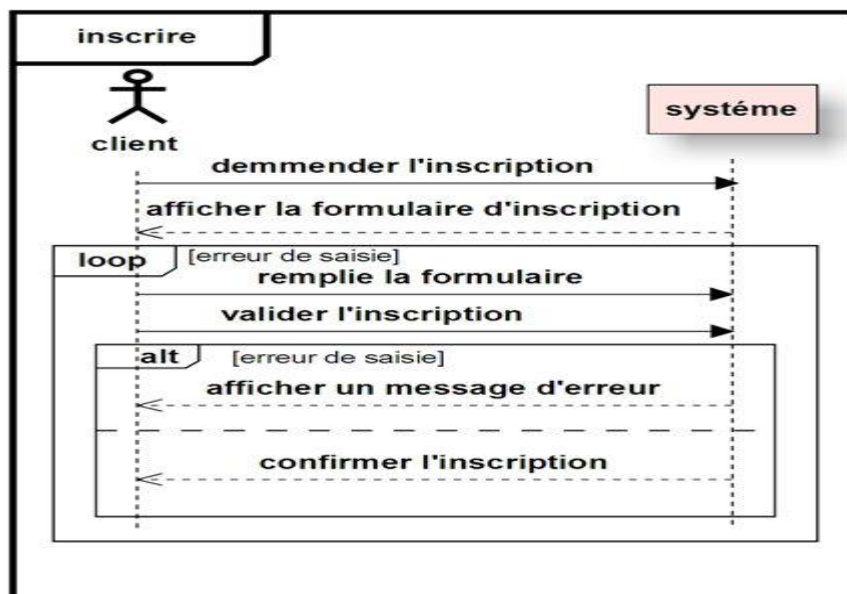 inscrire
client
systéme
demmender l'inscription
afficher la formulaire d'inscription
loop [erreur de saisie]
remplie la formulaire
valider l'inscription
alt [erreur de saisie]
afficher un message d'erreur
confirmer l'inscription